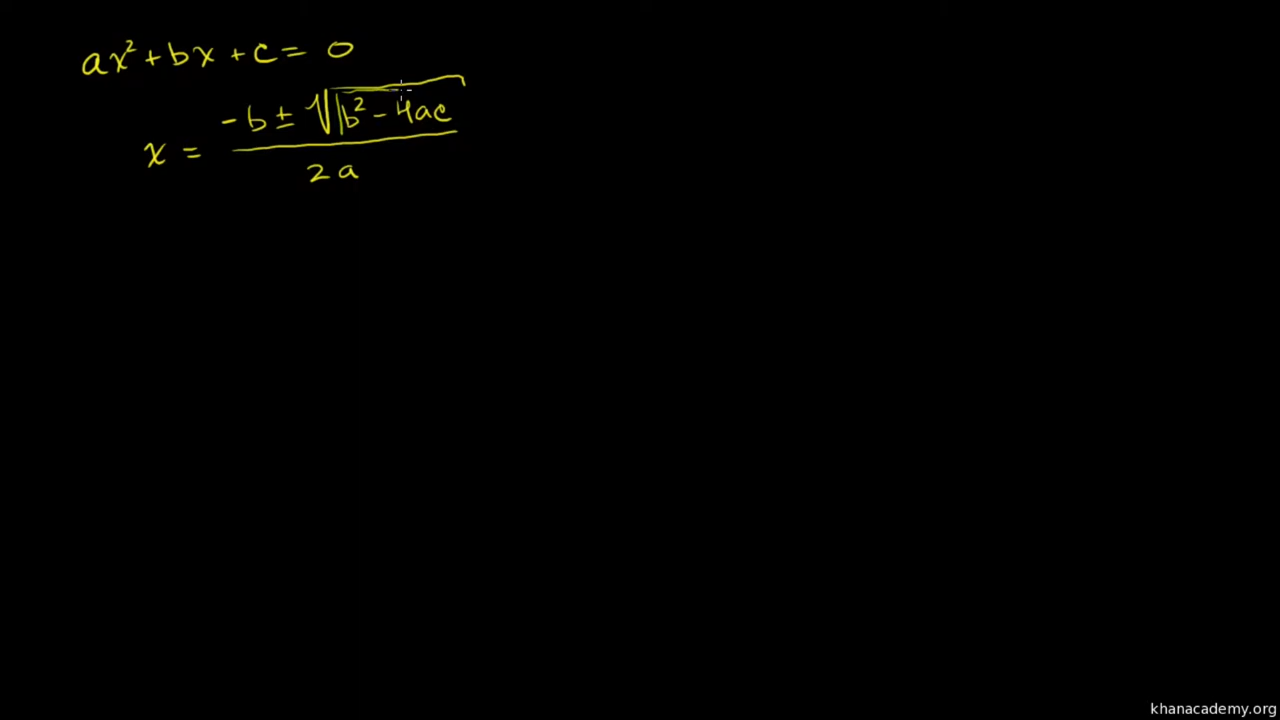 ax² + bx + c = 0
x = (-b ± √(b² - 4ac)) / 2a
khanacademy.org